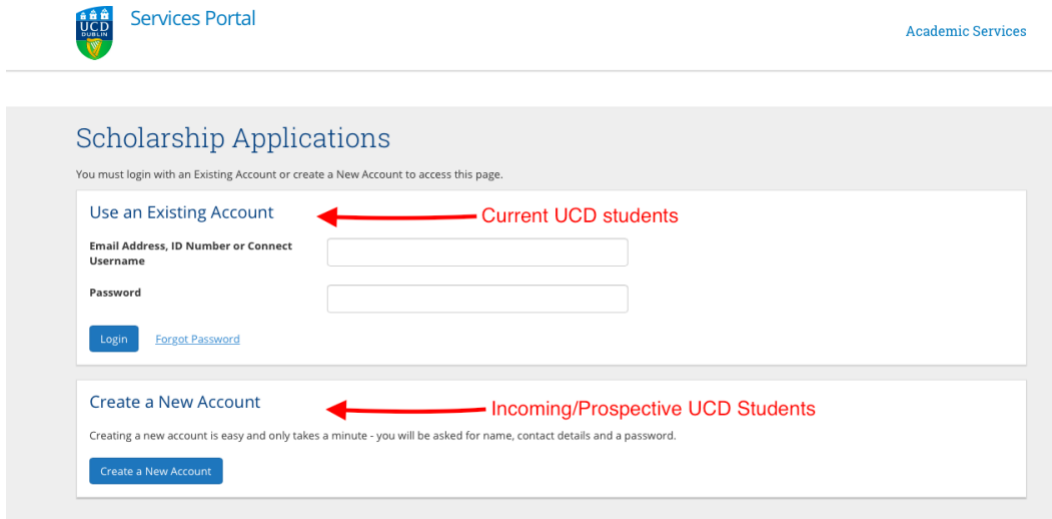 UCD
DUBLIN
Services Portal
Academic Services
Scholarship Applications
You must login with an Existing Account or create a New Account to access this page.
Use an Existing Account
Current UCD students
Email Address, ID Number or Connect
Username
Password
Login
Forgot Password
Create a New Account
Incoming/Prospective UCD Students
Creating a new account is easy and only takes a minute - you will be asked for name, contact details and a password.
Create a New Account